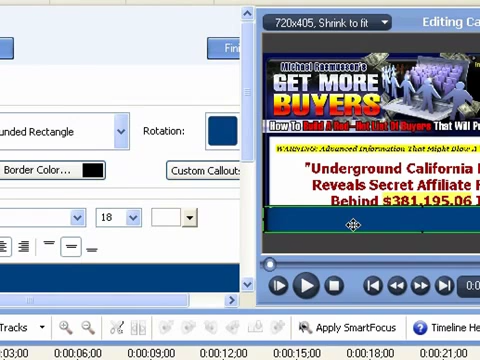 720x405, Shrink to fit
Editing Ca
Fini
Michael Rasmussen's
GET MORE
BUYERS
How To Build A Red-Hot List Of Buyers That Will P
unded Rectangle
Rotation:
WARNING: Advanced Information That Might Blow
Border Color...
Custom Callouts
"Underground California
Reveals Secret Affiliate
Behind $381,195.06
18
0:0
Tracks
Apply SmartFocus
Timeline He
03;00
0:00:06;00
0:00:09;00
0:00:12;00
0:00:15;00
0:00:18;00
0:00:21;00